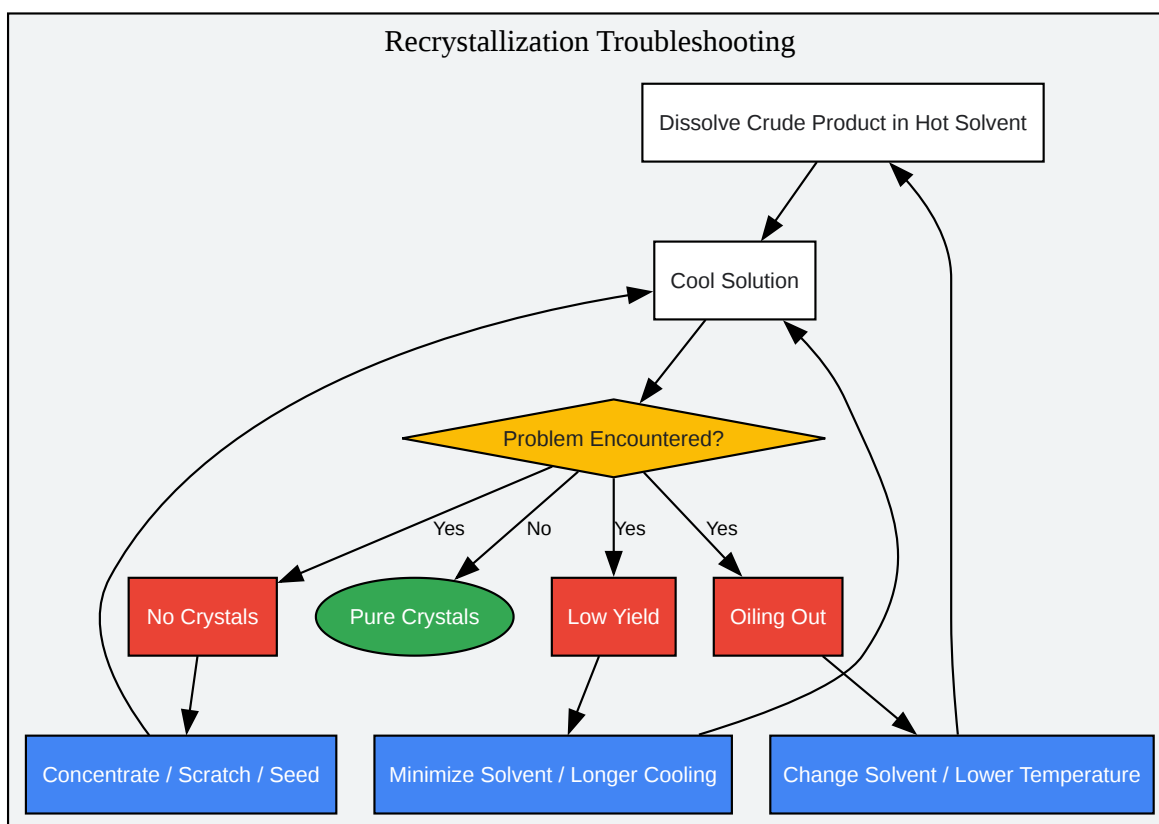 Recrystallization Troubleshooting
Dissolve Crude Product in Hot Solvent
Cool Solution
Problem Encountered?
Yes
No
Yes
Yes
No Crystals
Pure Crystals
Low Yield
Oiling Out
Concentrate / Scratch / Seed
Minimize Solvent / Longer Cooling
Change Solvent / Lower Temperature